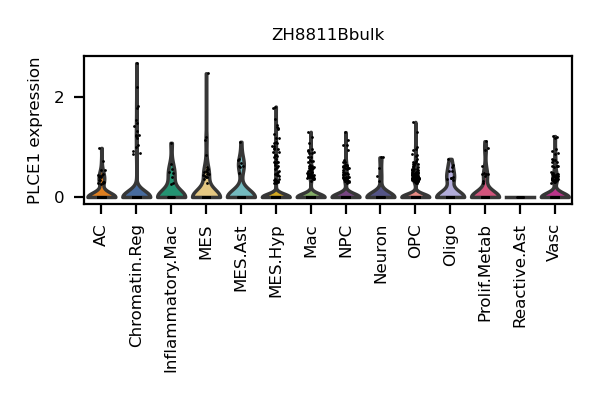 ZH8811Bbulk
PLCE1 expression
2
0
AC
Chromatin.Reg
Inflammatory.Mac
MES
MES.Ast
MES.Hyp
Mac
NPC
Neuron
OPC
Oligo
Prolif.Metab
Reactive.Ast
Vasc